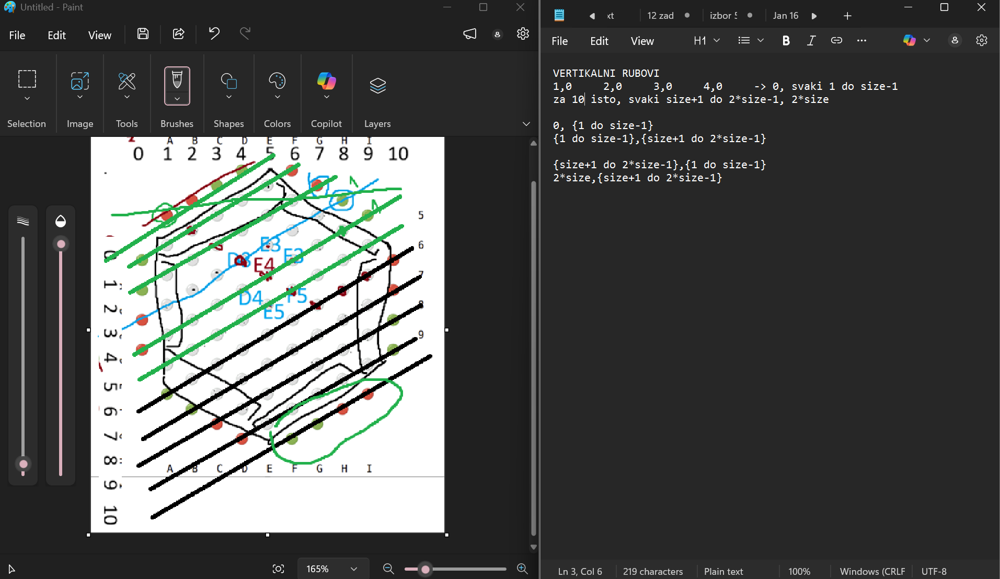 Untitled - Paint
File Edit View
Selection Image Tools Brushes Shapes Colors Copilot Layers
A B C D E F G H I
0 1 2 3 4 5 6 7 8 9 10
5
6
7
8
9
0
1
2
3
4
5
6
7
8
9
10
E3
D3 E4 F3
D4 F5
E5
A B C D E F G H I
165%
xt 12 zad izbor 5 Jan 16
File Edit View H1 B I
VERTIKALNI RUBOVI
1,0 2,0 3,0 4,0 -> 0, svaki 1 do size-1
za 10 isto, svaki size+1 do 2*size-1, 2*size
0, {1 do size-1}
{1 do size-1},{size+1 do 2*size-1}
{size+1 do 2*size-1},{1 do size-1}
2*size,{size+1 do 2*size-1}
Ln 3, Col 6 219 characters Plain text 100% Windows (CRLF UTF-8